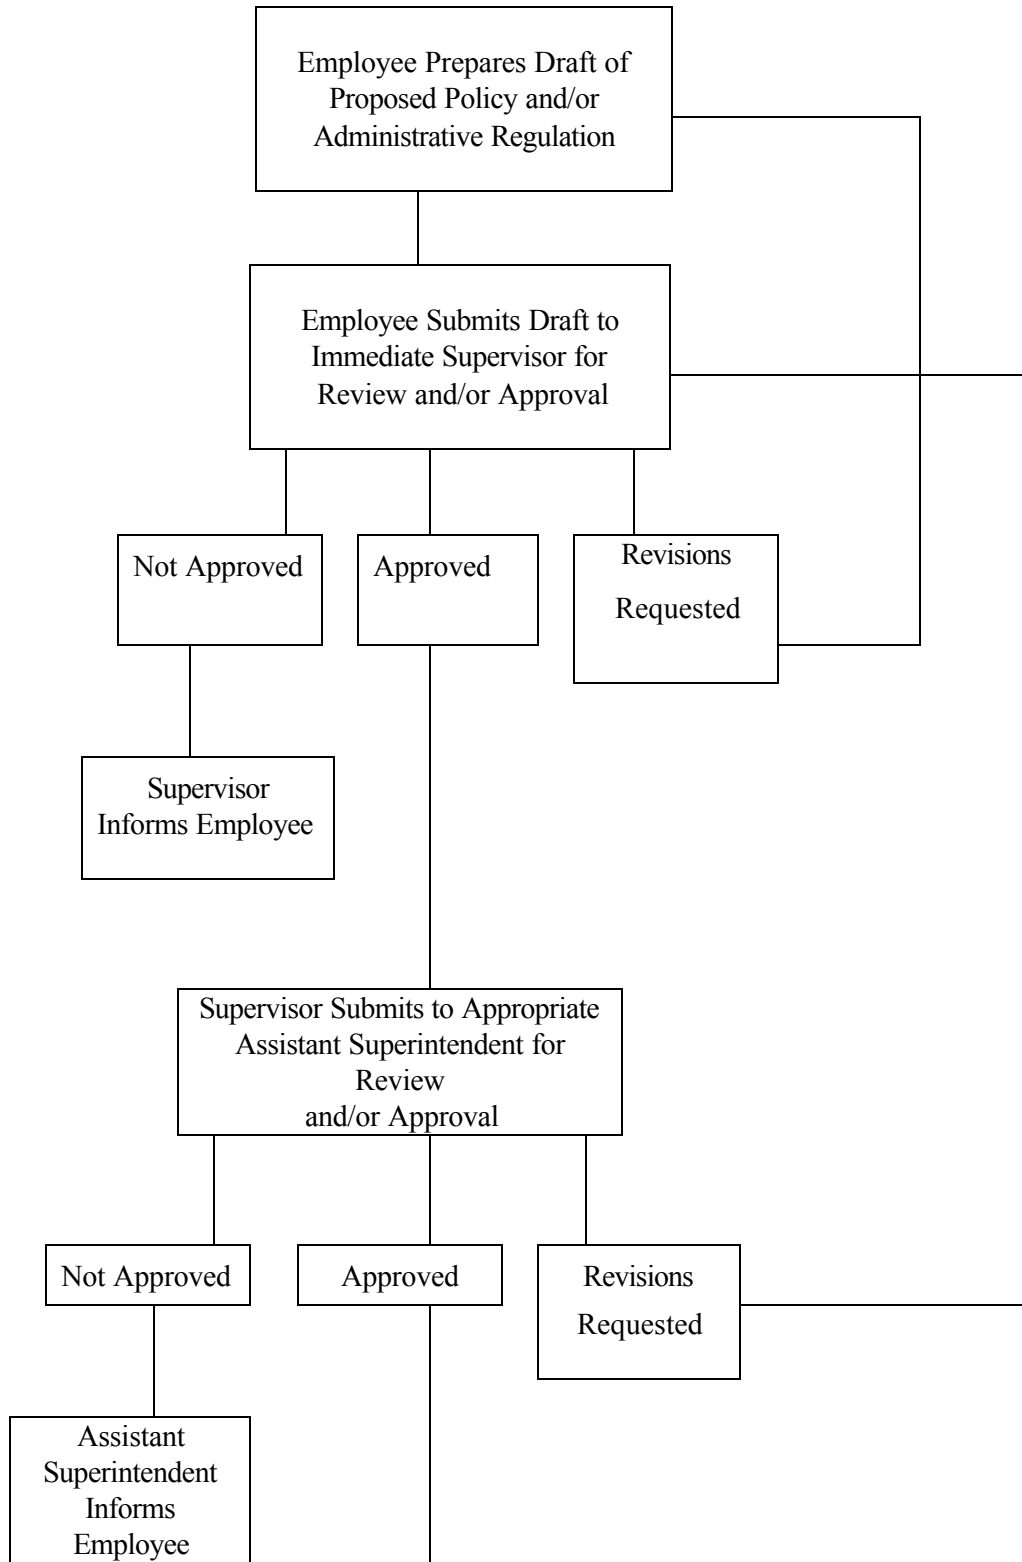 Employee Prepares Draft of
Proposed Policy and/or
Administrative Regulation
Employee Submits Draft to
Immediate Supervisor for
Review and/or Approval
Not Approved
Approved
Revisions
Requested
Supervisor
Informs Employee
Supervisor Submits to Appropriate
Assistant Superintendent for
Review
and/or Approval
Not Approved
Approved
Revisions
Requested
Assistant
Superintendent
Informs
Employee